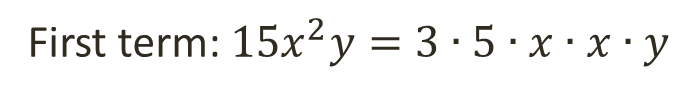 First term: 15x²y = 3 · 5 · x · x · y